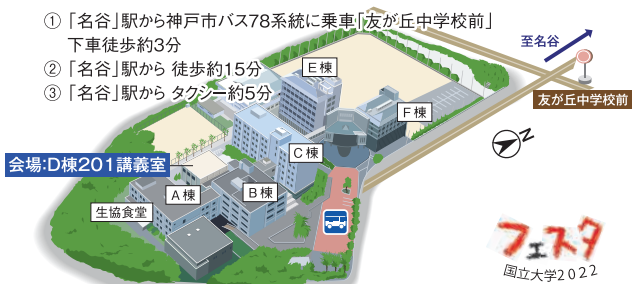 ① 「名谷」駅から神戸市バス78系統に乗車「友が丘中学校前」
下車徒歩約3分
② 「名谷」駅から 徒歩約15分
③ 「名谷」駅から タクシー約5分
至名谷
友が丘中学校前
E棟
F棟
N
C棟
会場:D棟201講義室
A棟
B棟
生協食堂
フェスタ
国立大学2022